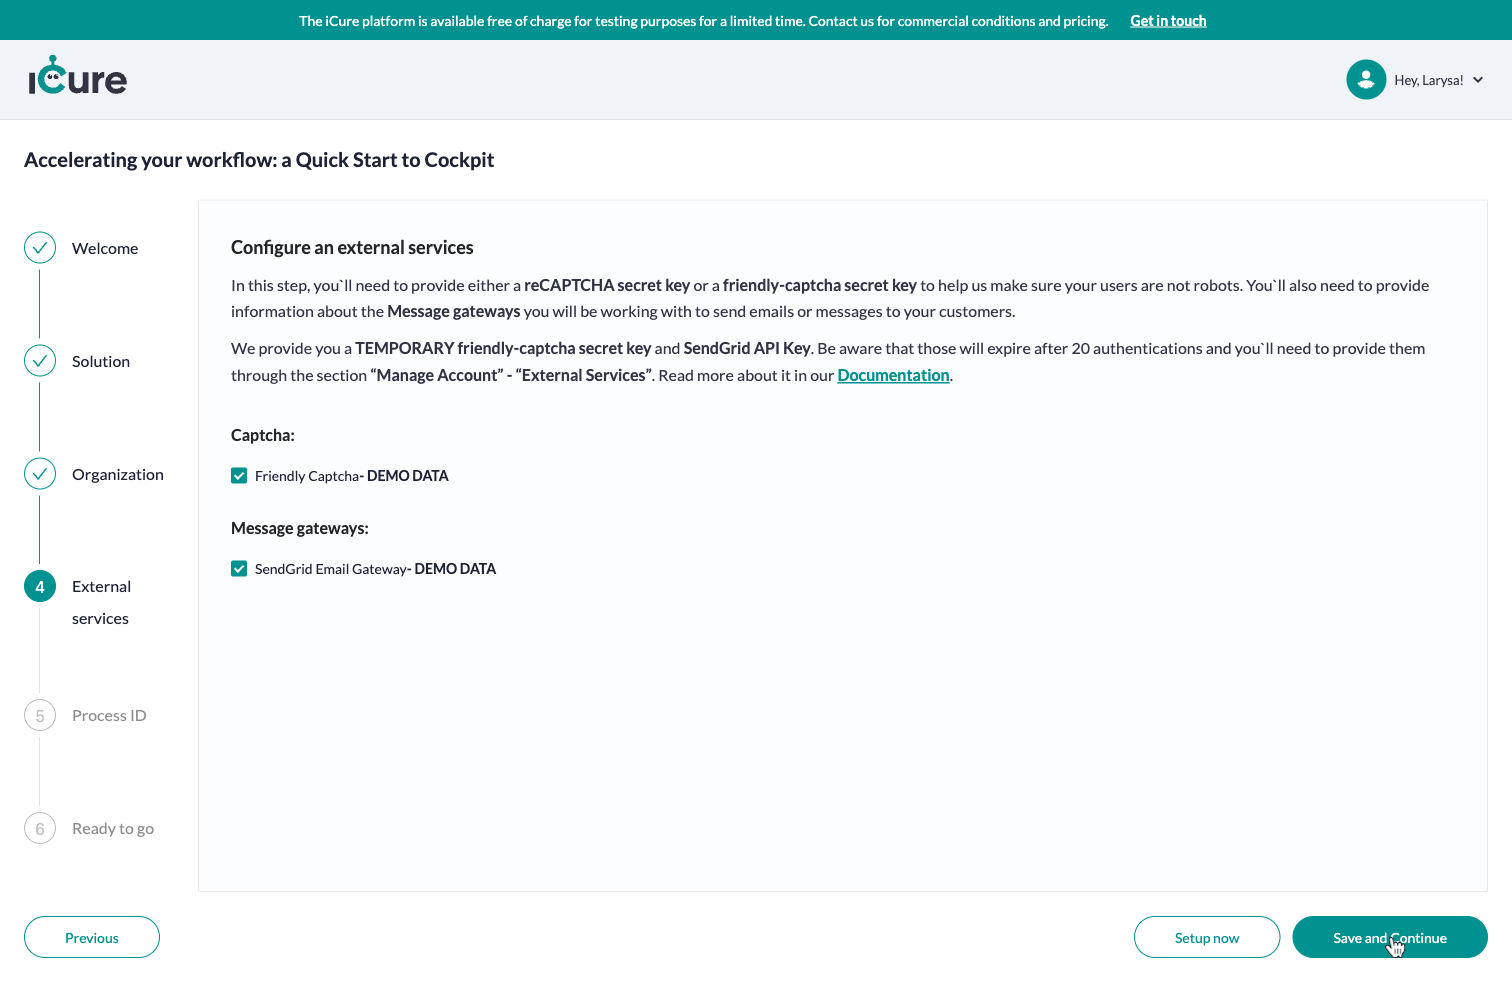 The iCure platform is available free of charge for testing purposes for a limited time. Contact us for commercial conditions and pricing. Get in touch
iCure
Hey, Larysa!
Accelerating your workflow: a Quick Start to Cockpit
Welcome
Solution
Organization
4 External
services
5 Process ID
6 Ready to go
Configure an external services
In this step, you`ll need to provide either a reCAPTCHA secret key or a friendly-captcha secret key to help us make sure your users are not robots. You`ll also need to provide
information about the Message gateways you will be working with to send emails or messages to your customers.
We provide you a TEMPORARY friendly-captcha secret key and SendGrid API Key. Be aware that those will expire after 20 authentications and you`ll need to provide them
through the section “Manage Account” - “External Services”. Read more about it in our Documentation.
Captcha:
Friendly Captcha- DEMO DATA
Message gateways:
SendGrid Email Gateway- DEMO DATA
Previous
Setup now
Save and Continue